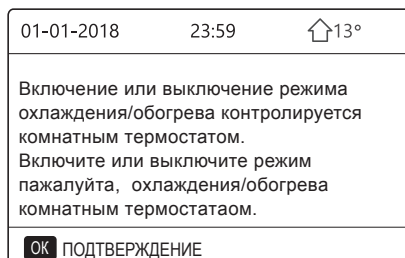 01-01-2018 23:59 13°
Включение или выключение режима
охлаждения/обогрева контролируется
комнатным термостатом.
Включите или выключите режим
пажалуйта, охлаждения/обогрева
комнатным термостатаом.
OK ПОДТВЕРЖДЕНИЕ